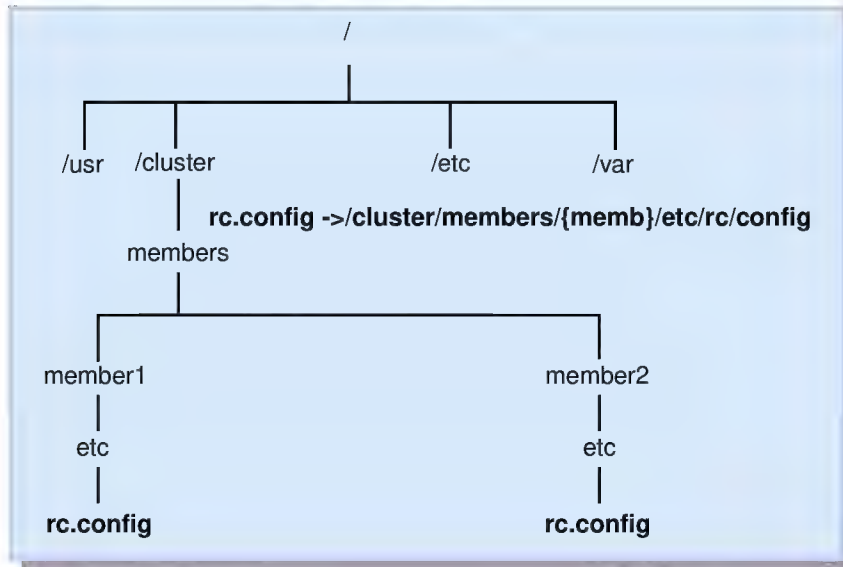 /
/usr /cluster /etc /var
rc.config ->/cluster/members/{memb}/etc/rc/config
members
member1 member2
etc etc
rc.config rc.config